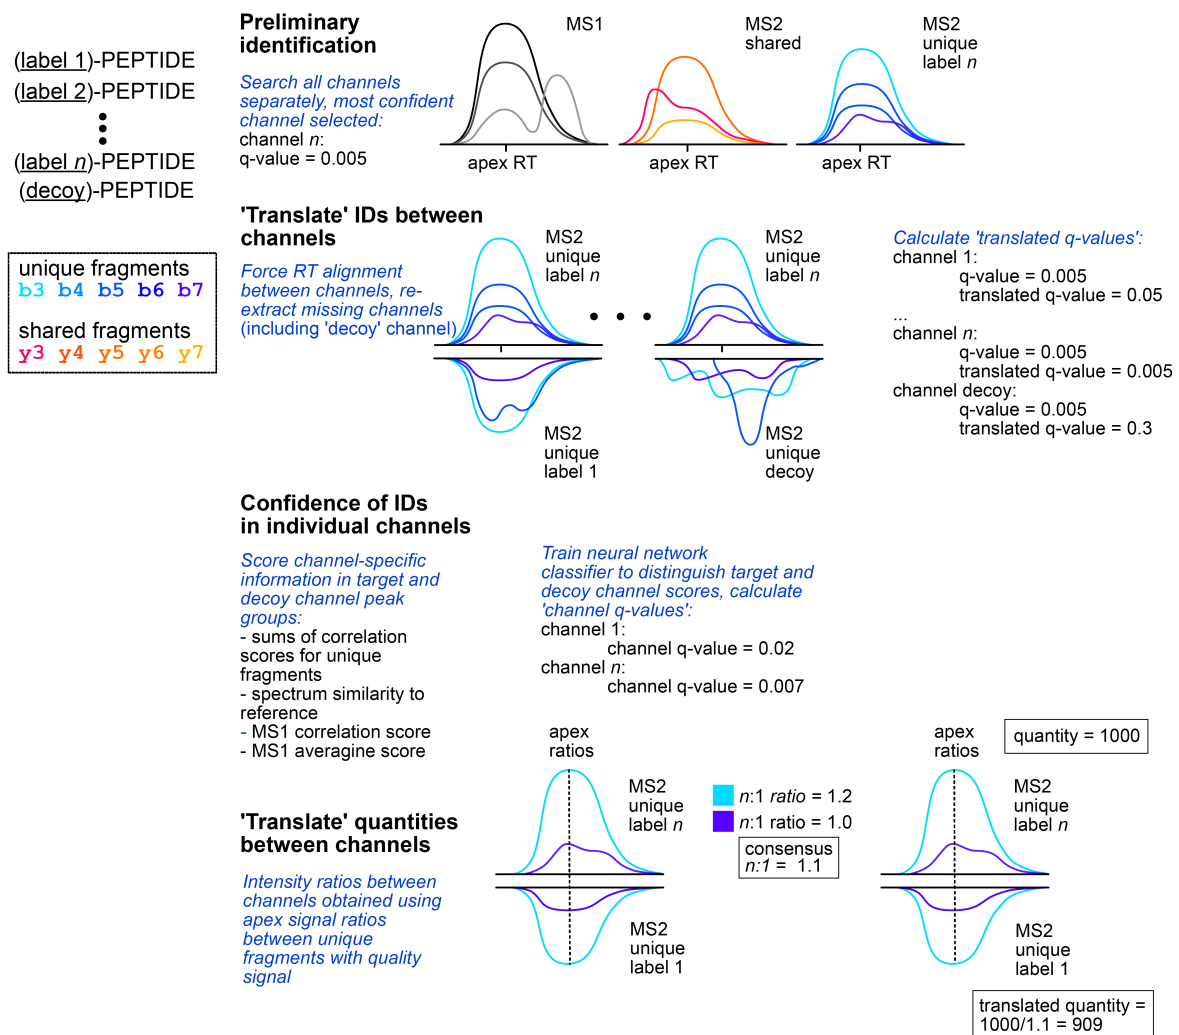 (label 1)-PEPTIDE
(label 2)-PEPTIDE
(label n)-PEPTIDE
(decoy)-PEPTIDE
unique fragments
b3 b4 b5 b6 b7
shared fragments
y3 y4 y5 y6 y7
Preliminary
identification
Search all channels
separately, most confident
channel selected:
channel n:
q-value = 0.005
MS1
apex RT
MS2
shared
apex RT
MS2
unique
label n
apex RT
'Translate' IDs between
channels
Force RT alignment
between channels, re-
extract missing channels
(including 'decoy' channel)
MS2
unique
label n
MS2
unique
label 1
MS2
unique
label n
MS2
unique
decoy
Calculate 'translated q-values':
channel 1:
q-value = 0.005
translated q-value = 0.05
...
channel n:
q-value = 0.005
translated q-value = 0.005
channel decoy:
q-value = 0.005
translated q-value = 0.3
Confidence of IDs
in individual channels
Score channel-specific
information in target and
decoy channel peak
groups:
- sums of correlation
scores for unique
fragments
- spectrum similarity to
reference
- MS1 correlation score
- MS1 averagine score
Train neural network
classifier to distinguish target and
decoy channel scores, calculate
'channel q-values':
channel 1:
channel q-value = 0.02
channel n:
channel q-value = 0.007
'Translate' quantities
between channels
Intensity ratios between
channels obtained using
apex signal ratios
between unique
fragments with quality
signal
apex
ratios
MS2
unique
label n
MS2
unique
label 1
n:1 ratio = 1.2
n:1 ratio = 1.0
consensus
n:1 = 1.1
apex
ratios
quantity = 1000
MS2
unique
label n
MS2
unique
label 1
translated quantity =
1000/1.1 = 909